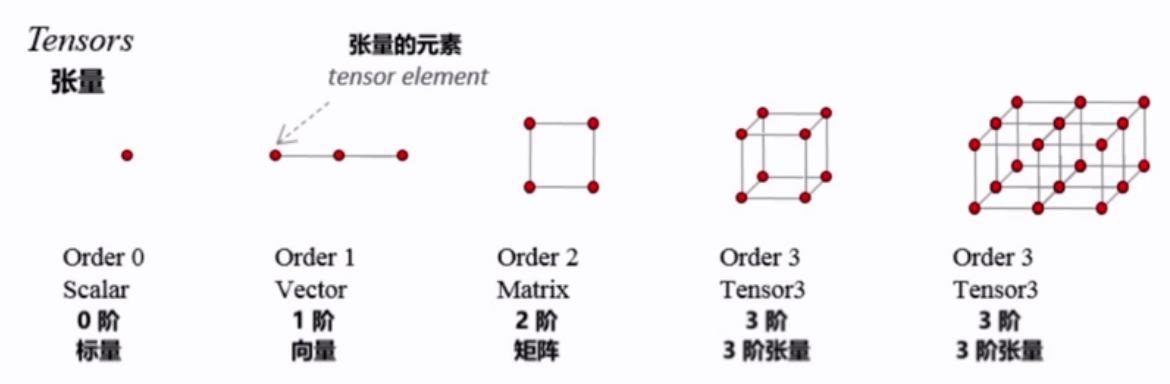 Tensors
张量
张量的元素
tensor element
Order 0
Scalar
0 阶
标量
Order 1
Vector
1 阶
向量
Order 2
Matrix
2 阶
矩阵
Order 3
Tensor3
3 阶
3 阶张量
Order 3
Tensor3
3 阶
3 阶张量